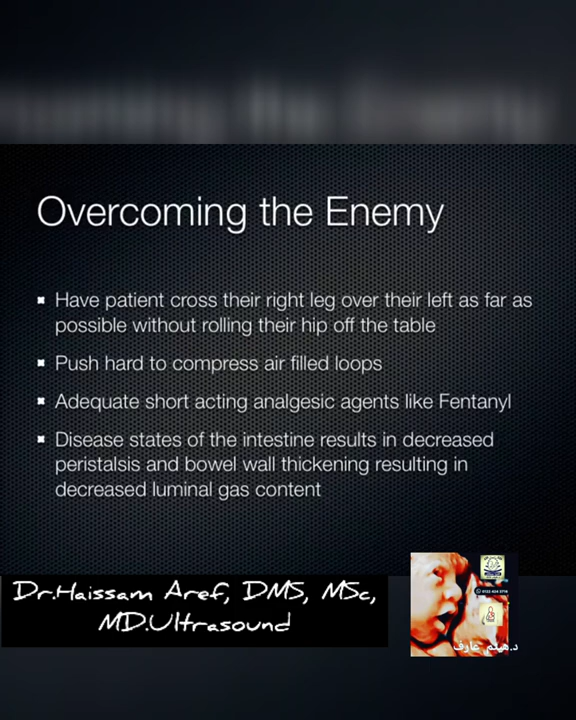 Overcoming the Enemy
Have patient cross their right leg over their left as far as
possible without rolling their hip off the table
Push hard to compress air filled loops
Adequate short acting analgesic agents like Fentanyl
Disease states of the intestine results in decreased
peristalsis and bowel wall thickening resulting in
decreased luminal gas content
Dr.Haissam Aref, DMS, MSc,
MD.Ultrasound
د.هيثم عارف